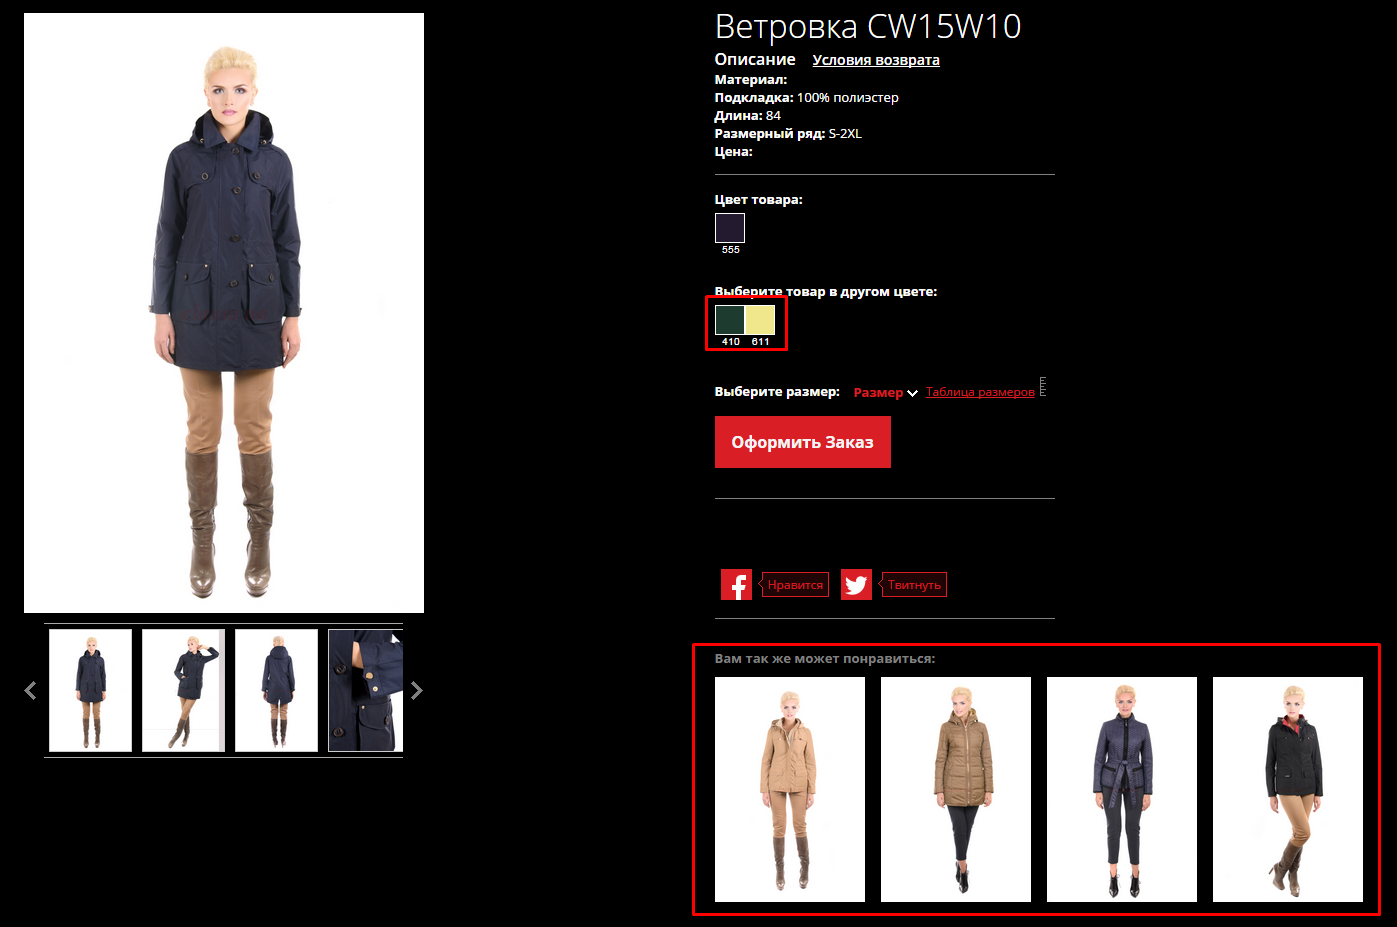 Ветровка CW15W10
Описание Условия возврата
Материал:
Подкладка: 100% полиэстер
Длина: 84
Размерный ряд: S-2XL
Цена:
Цвет товара:
555
Выберите товар в другом цвете:
410 611
Выберите размер: Размер Таблица размеров
Оформить Заказ
Нравится Твитнуть
Вам так же может понравиться: